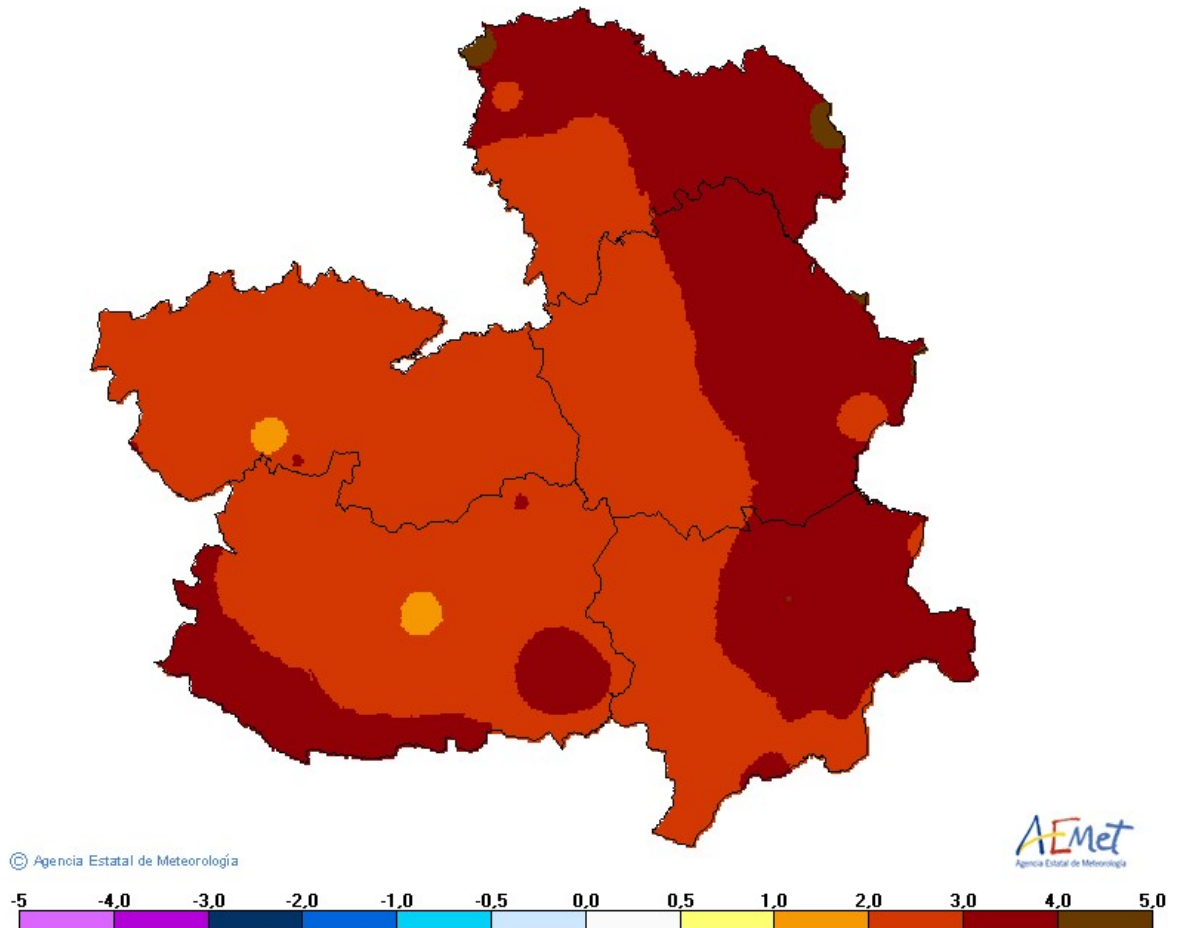 AEMet
Agencia Estatal de Meteorología
© Agencia Estatal de Meteorología
-5 -4,0 -3,0 -2,0 -1,0 -0,5 0,0 0,5 1,0 2,0 3,0 4,0 5,0